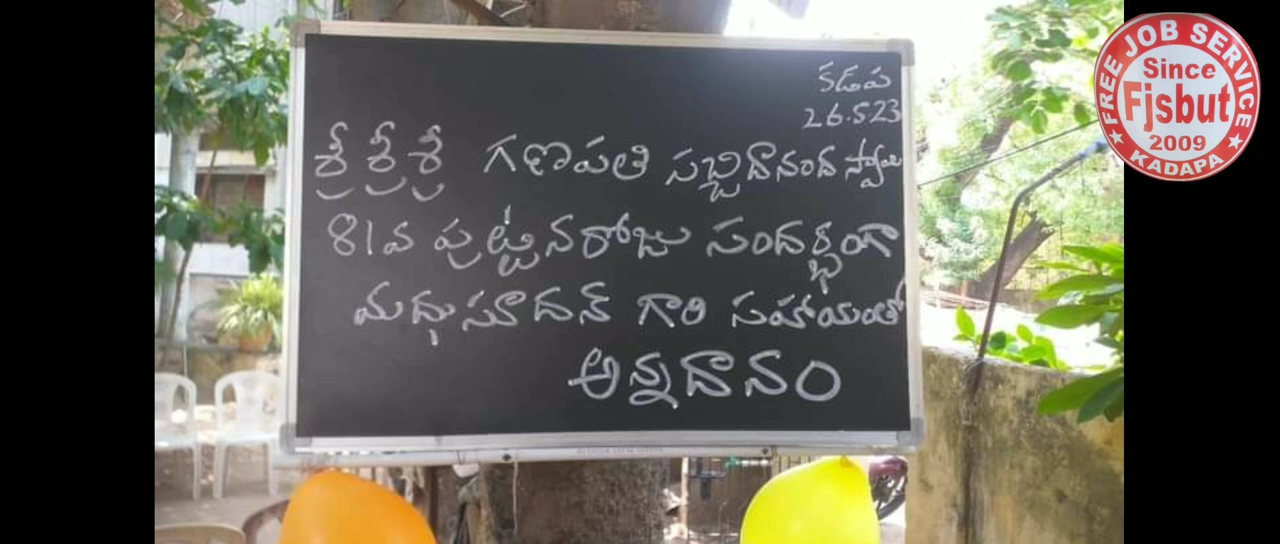 కడప
26.5.23
శ్రీ శ్రీ శ్రీ గణపతి సచ్చిదానంద స్వామి
81వ పుట్టినరోజు సందర్భంగా
మధుసూదన్ గారి సహాయంతో
అన్నదానం
FREE JOB SERVICE
Since
Fjsbut
2009
★ KADAPA ★